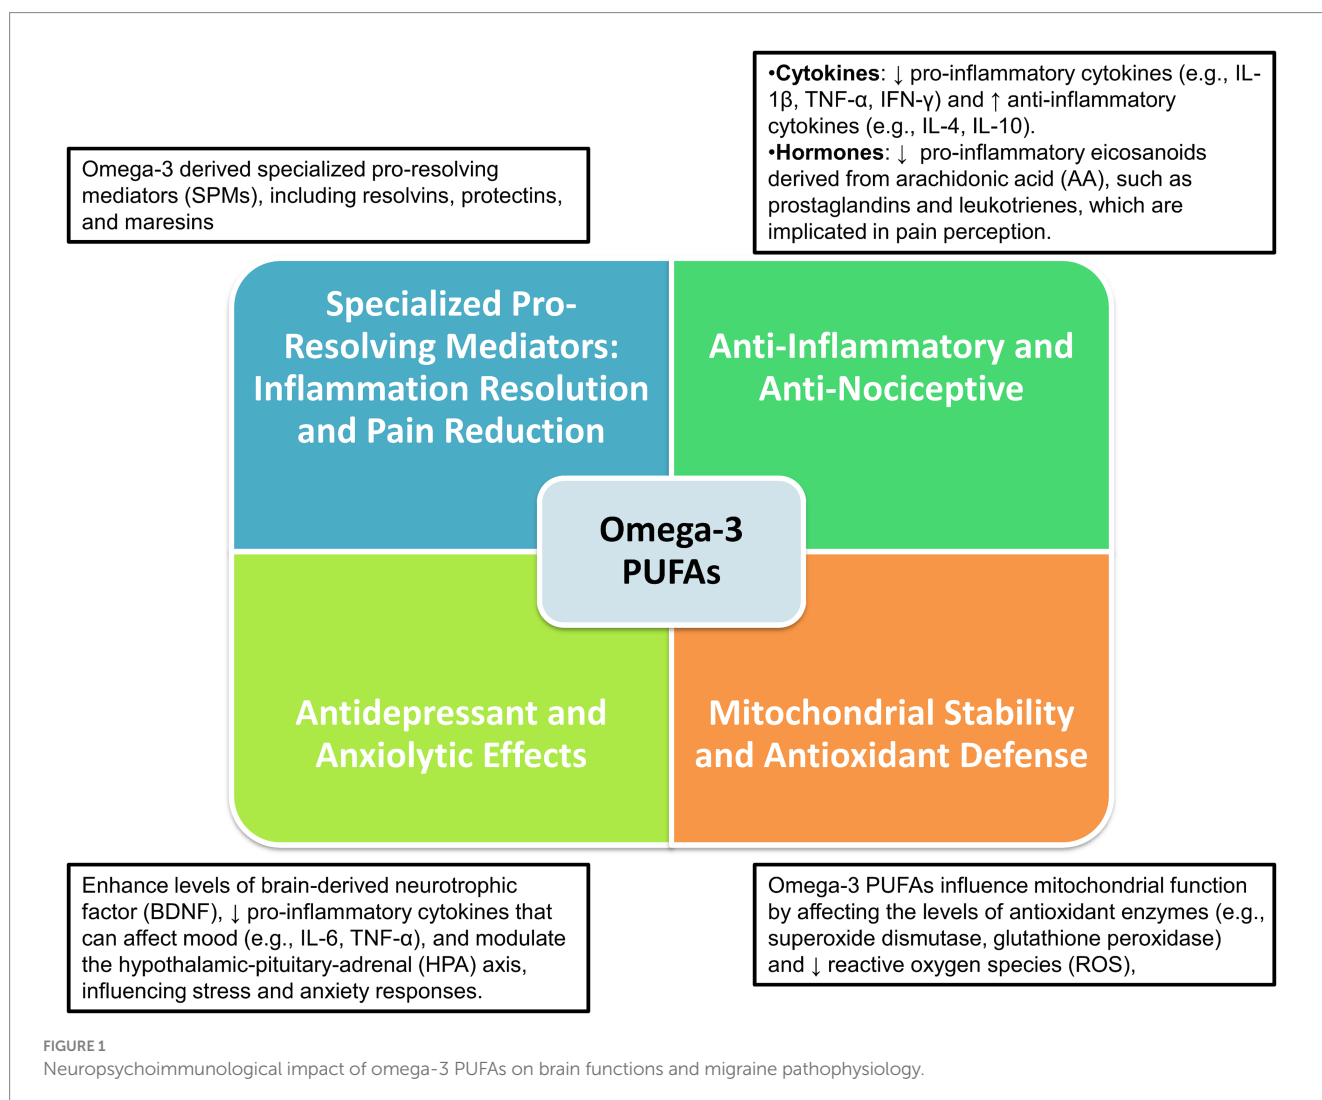 Omega-3 derived specialized pro-resolving
mediators (SPMs), including resolvins, protectins,
and maresins
•Cytokines: ↓ pro-inflammatory cytokines (e.g., IL-
1β, TNF-α, IFN-γ) and ↑ anti-inflammatory
cytokines (e.g., IL-4, IL-10).
•Hormones: ↓ pro-inflammatory eicosanoids
derived from arachidonic acid (AA), such as
prostaglandins and leukotrienes, which are
implicated in pain perception.
Specialized Pro-
Resolving Mediators:
Inflammation Resolution
and Pain Reduction
Anti-Inflammatory and
Anti-Nociceptive
Omega-3
PUFAs
Antidepressant and
Anxiolytic Effects
Mitochondrial Stability
and Antioxidant Defense
Enhance levels of brain-derived neurotrophic
factor (BDNF), ↓ pro-inflammatory cytokines that
can affect mood (e.g., IL-6, TNF-α), and modulate
the hypothalamic-pituitary-adrenal (HPA) axis,
influencing stress and anxiety responses.
Omega-3 PUFAs influence mitochondrial function
by affecting the levels of antioxidant enzymes (e.g.,
superoxide dismutase, glutathione peroxidase)
and ↓ reactive oxygen species (ROS),
FIGURE 1
Neuropsychoimmunological impact of omega-3 PUFAs on brain functions and migraine pathophysiology.